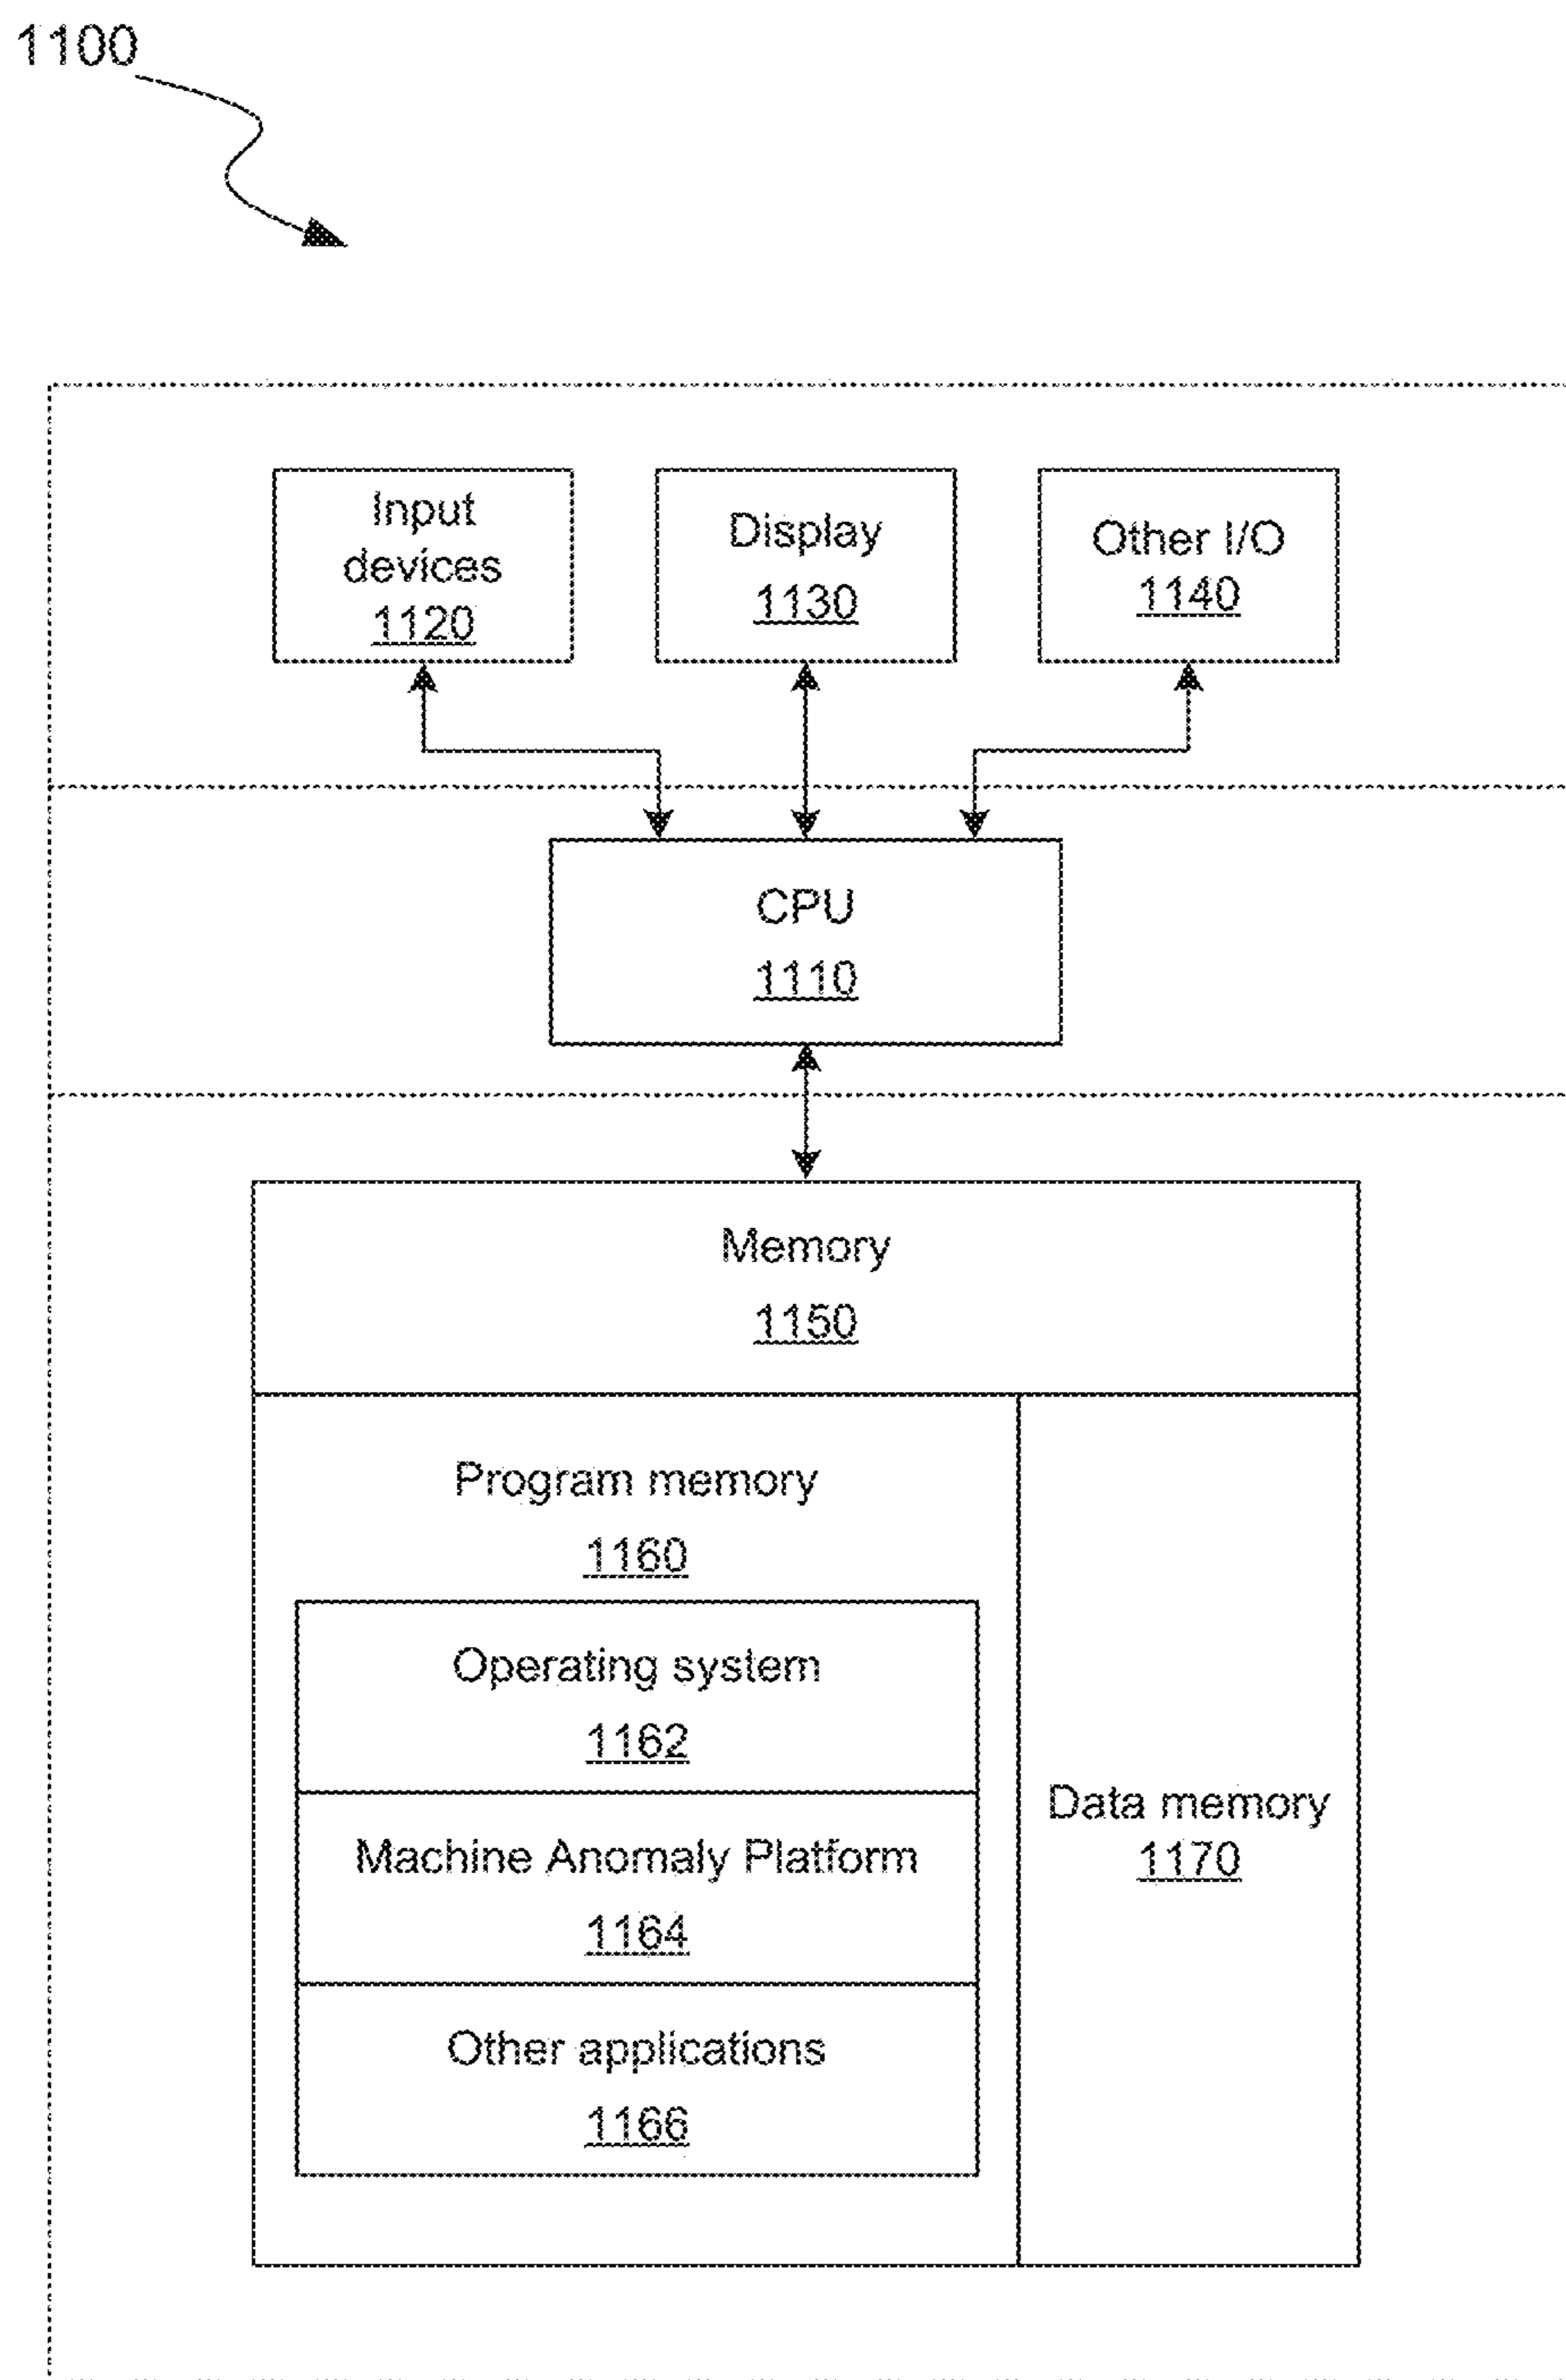 1100
Input
devices
1120
Display
1130
Other I/O
1140
CPU
1110
Memory
1150
Program memory
1160
Operating system
1162
Machine Anomaly Platform
1164
Other applications
1166
Data memory
1170